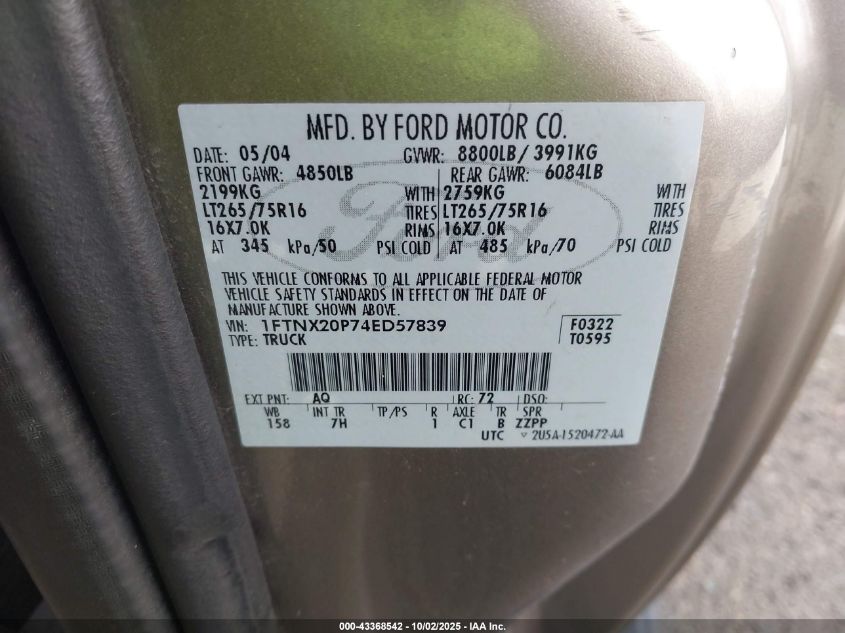 MFD. BY FORD MOTOR CO.
DATE: 05/04 GVWR: 8800LB/ 3991KG
FRONT GAWR: 4850LB REAR GAWR: 6084LB
2199KG WITH 2759KG WITH
LT265/75R16 TIRES LT265/75R16 TIRES
16X7.0K RIMS 16X7.0K RIMS
AT 345 kPa/50 PSI COLD AT 485 kPa/70 PSI COLD
Ford
THIS VEHICLE CONFORMS TO ALL APPLICABLE FEDERAL MOTOR
VEHICLE SAFETY STANDARDS IN EFFECT ON THE DATE OF
MANUFACTURE SHOWN ABOVE.
VIN: 1FTNX20P74ED57839 F0322
TYPE: TRUCK T0595
EXT PNT: AQ RC: 72 DSO:
WB INT TR TP/PS R AXLE TR SPR
158 7H 1 C1 B ZZPP
UTC ▽ 2U5A-1520472-AA
000-43368542 - 10/02/2025 - IAA Inc.